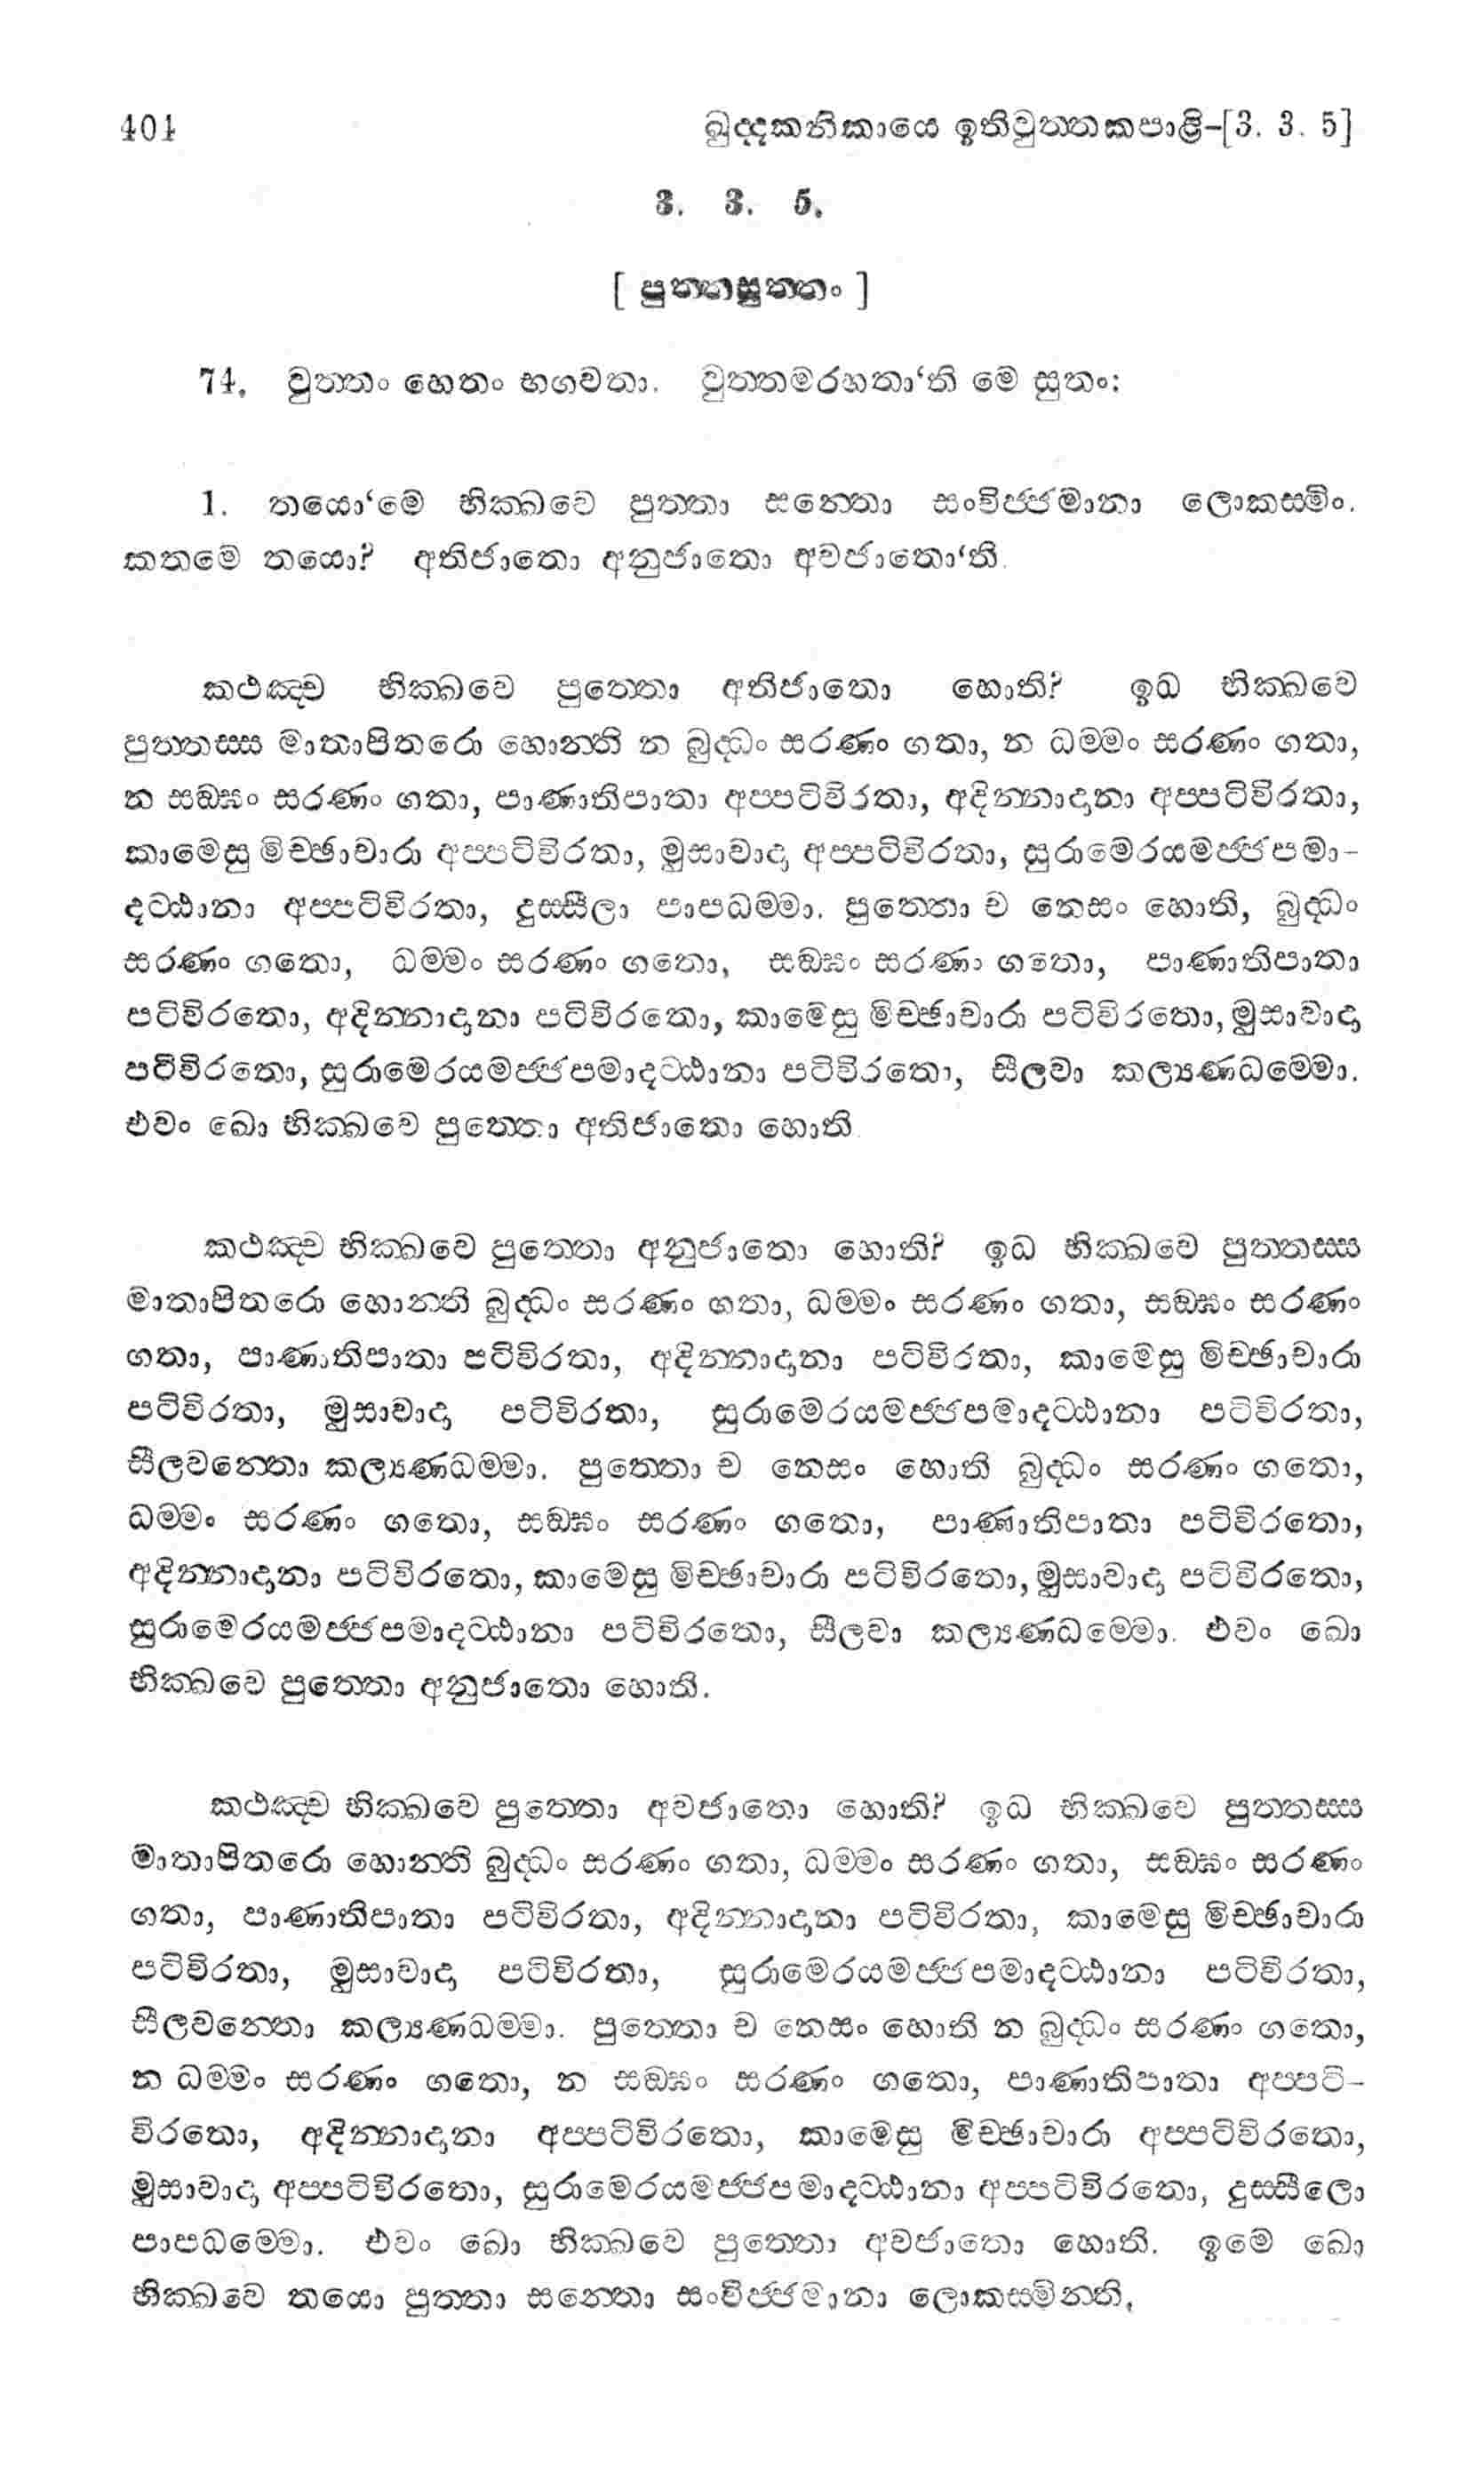 404 ඛුද්දකනිකායෙ ඉතිවුත්තකපාළි-[3. 3. 5]
3. 3. 5.
[ පුත්තසුත්තං ]
74. වුත්තං හෙතං භගවතා. වුත්තමරහතා‘ති මෙ සුතං:
1. තයො‘මෙ භික්ඛවෙ පුත්තා සන්තො සංවිජ්ජමානා ලොකස්මිං.
කතමෙ තයො? අතිජාතො අනුජාතො අවජාතො‘ති.
කථඤ්ච භික්ඛවෙ පුත්තො අතිජාතො හොති? ඉධ භික්ඛවෙ
පුත්තස්ස මාතාපිතරො හොන්ති න බුද්ධං සරණං ගතා, න ධම්මං සරණං ගතා,
න සඞ්ඝං සරණං ගතා, පාණාතිපාතා අප්පටිවිරතා, අදින්නාදානා අප්පටිවිරතා,
කාමෙසු මිච්ඡාචාරා අප්පටිවිරතා, මුසාවාදා අප්පටිවිරතා, සුරාමෙරයමජ්ජපමා-
දට්ඨානා අප්පටිවිරතා, දුස්සීලා පාපධම්මා. පුත්තො ච නෙසං හොති, බුද්ධං
සරණං ගතො, ධම්මං සරණං ගතො, සඞ්ඝං සරණං ගතො, පාණාතිපාතා
පටිවිරතො, අදින්නාදානා පටිවිරතො, කාමෙසු මිච්ඡාචාරා පටිවිරතො, මුසාවාදා
පටිවිරතො, සුරාමෙරයමජ්ජපමාදට්ඨානා පටිවිරතො, සීලවා කල්‍යාණධම්මො.
එවං ඛො භික්ඛවෙ පුත්තො අතිජාතො හොති.
කථඤ්ච භික්ඛවෙ පුත්තො අනුජාතො හොති? ඉධ භික්ඛවෙ පුත්තස්ස
මාතාපිතරො හොන්ති බුද්ධං සරණං ගතා, ධම්මං සරණං ගතා, සඞ්ඝං සරණං
ගතා, පාණාතිපාතා පටිවිරතා, අදින්නාදානා පටිවිරතා, කාමෙසු මිච්ඡාචාරා
පටිවිරතා, මුසාවාදා පටිවිරතා, සුරාමෙරයමජ්ජපමාදට්ඨානා පටිවිරතා,
සීලවන්තො කල්‍යාණධම්මා. පුත්තො ච නෙසං හොති බුද්ධං සරණං ගතො,
ධම්මං සරණං ගතො, සඞ්ඝං සරණං ගතො, පාණාතිපාතා පටිවිරතො,
අදින්නාදානා පටිවිරතො, කාමෙසු මිච්ඡාචාරා පටිවිරතො, මුසාවාදා පටිවිරතො,
සුරාමෙරයමජ්ජපමාදට්ඨානා පටිවිරතො, සීලවා කල්‍යාණධම්මො. එවං ඛො
භික්ඛවෙ පුත්තො අනුජාතො හොති.
කථඤ්ච භික්ඛවෙ පුත්තො අවජාතො හොති? ඉධ භික්ඛවෙ පුත්තස්ස
මාතාපිතරො හොන්ති බුද්ධං සරණං ගතා, ධම්මං සරණං ගතා, සඞ්ඝං සරණං
ගතා, පාණාතිපාතා පටිවිරතා, අදින්නාදානා පටිවිරතා, කාමෙසු මිච්ඡාචාරා
පටිවිරතා, මුසාවාදා පටිවිරතා, සුරාමෙරයමජ්ජපමාදට්ඨානා පටිවිරතා,
සීලවන්තො කල්‍යාණධම්මා. පුත්තො ච නෙසං හොති න බුද්ධං සරණං ගතො,
න ධම්මං සරණං ගතො, න සඞ්ඝං සරණං ගතො, පාණාතිපාතා අප්පටි-
විරතො, අදින්නාදානා අප්පටිවිරතො, කාමෙසු මිච්ඡාචාරා අප්පටිවිරතො,
මුසාවාදා අප්පටිවිරතො, සුරාමෙරයමජ්ජපමාදට්ඨානා අප්පටිවිරතො, දුස්සීලො
පාපධම්මො. එවං ඛො භික්ඛවෙ පුත්තො අවජාතො හොති. ඉමෙ ඛො
භික්ඛවෙ තයො පුත්තා සන්තො සංවිජ්ජමානා ලොකස්මින්ති,